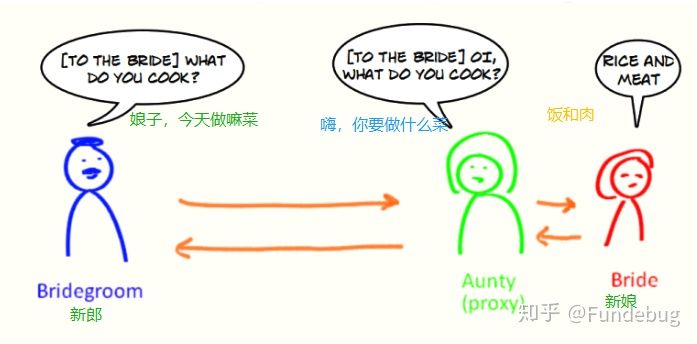 [TO THE BRIDE] WHAT
DO YOU COOK?
[TO THE BRIDE] OI,
WHAT DO YOU COOK?
RICE AND
MEAT
娘子，今天做嘛菜
嗨，你要做什么菜
饭和肉
Bridegroom
新郎
Aunty
(proxy)
Bride
新娘
知乎 @Fundebug